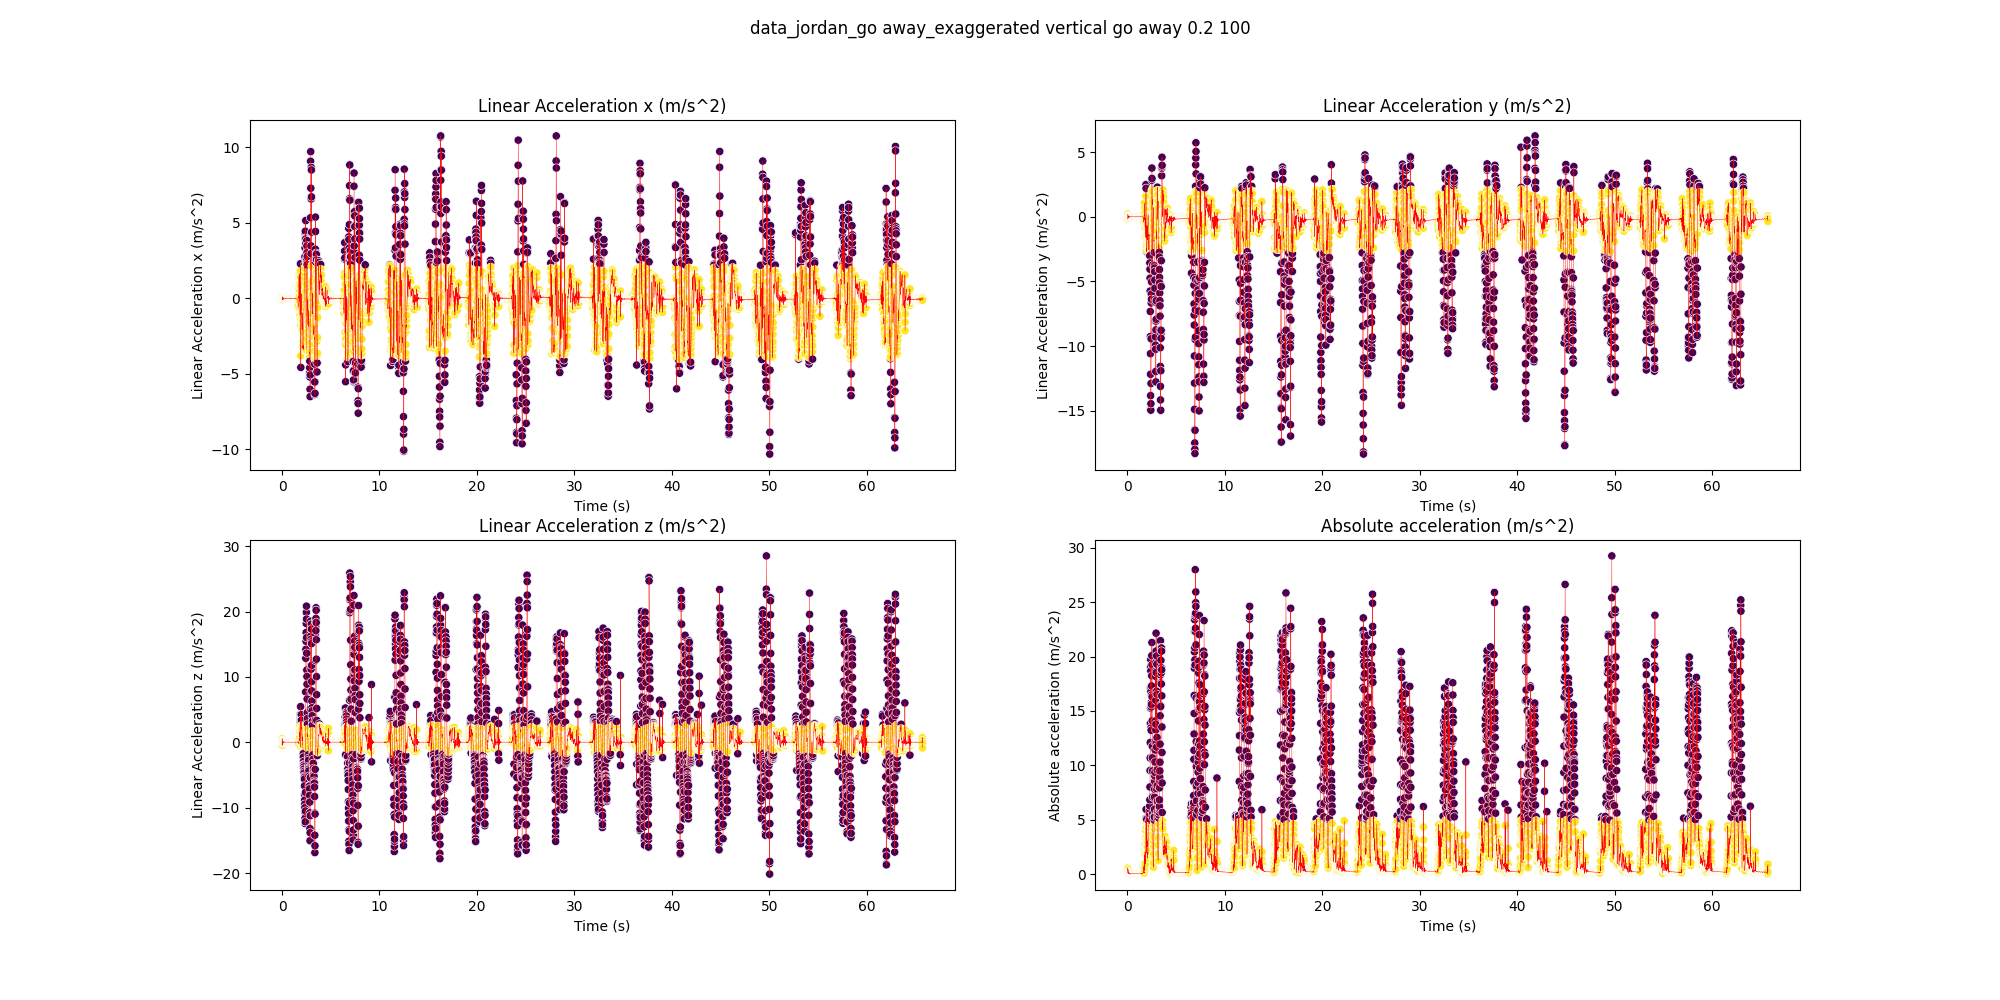 data_jordan_go away_exaggerated vertical go away 0.2 100
Linear Acceleration x (m/s^2)
Linear Acceleration x (m/s^2)
10
5
0
−5
−10
0 10 20 30 40 50 60
Time (s)
Linear Acceleration y (m/s^2)
Linear Acceleration y (m/s^2)
5
0
−5
−10
−15
0 10 20 30 40 50 60
Time (s)
Linear Acceleration z (m/s^2)
Linear Acceleration z (m/s^2)
30
20
10
0
−10
−20
0 10 20 30 40 50 60
Time (s)
Absolute acceleration (m/s^2)
Absolute acceleration (m/s^2)
30
25
20
15
10
5
0
0 10 20 30 40 50 60
Time (s)